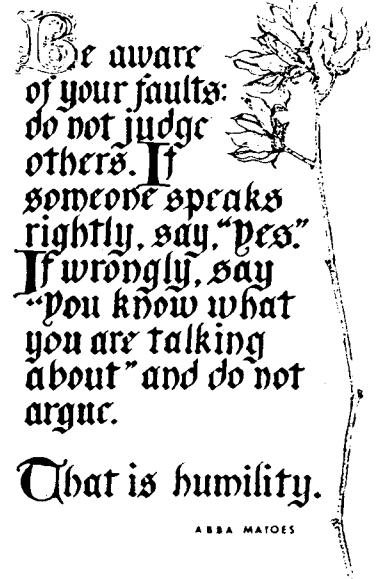 Be aware
of your faults:
do not judge
others. If
someone speaks
rightly, say, "Yes."
If wrongly, say
"You know what
you are talking
about" and do not
argue.
That is humility.
ABBA MATOES